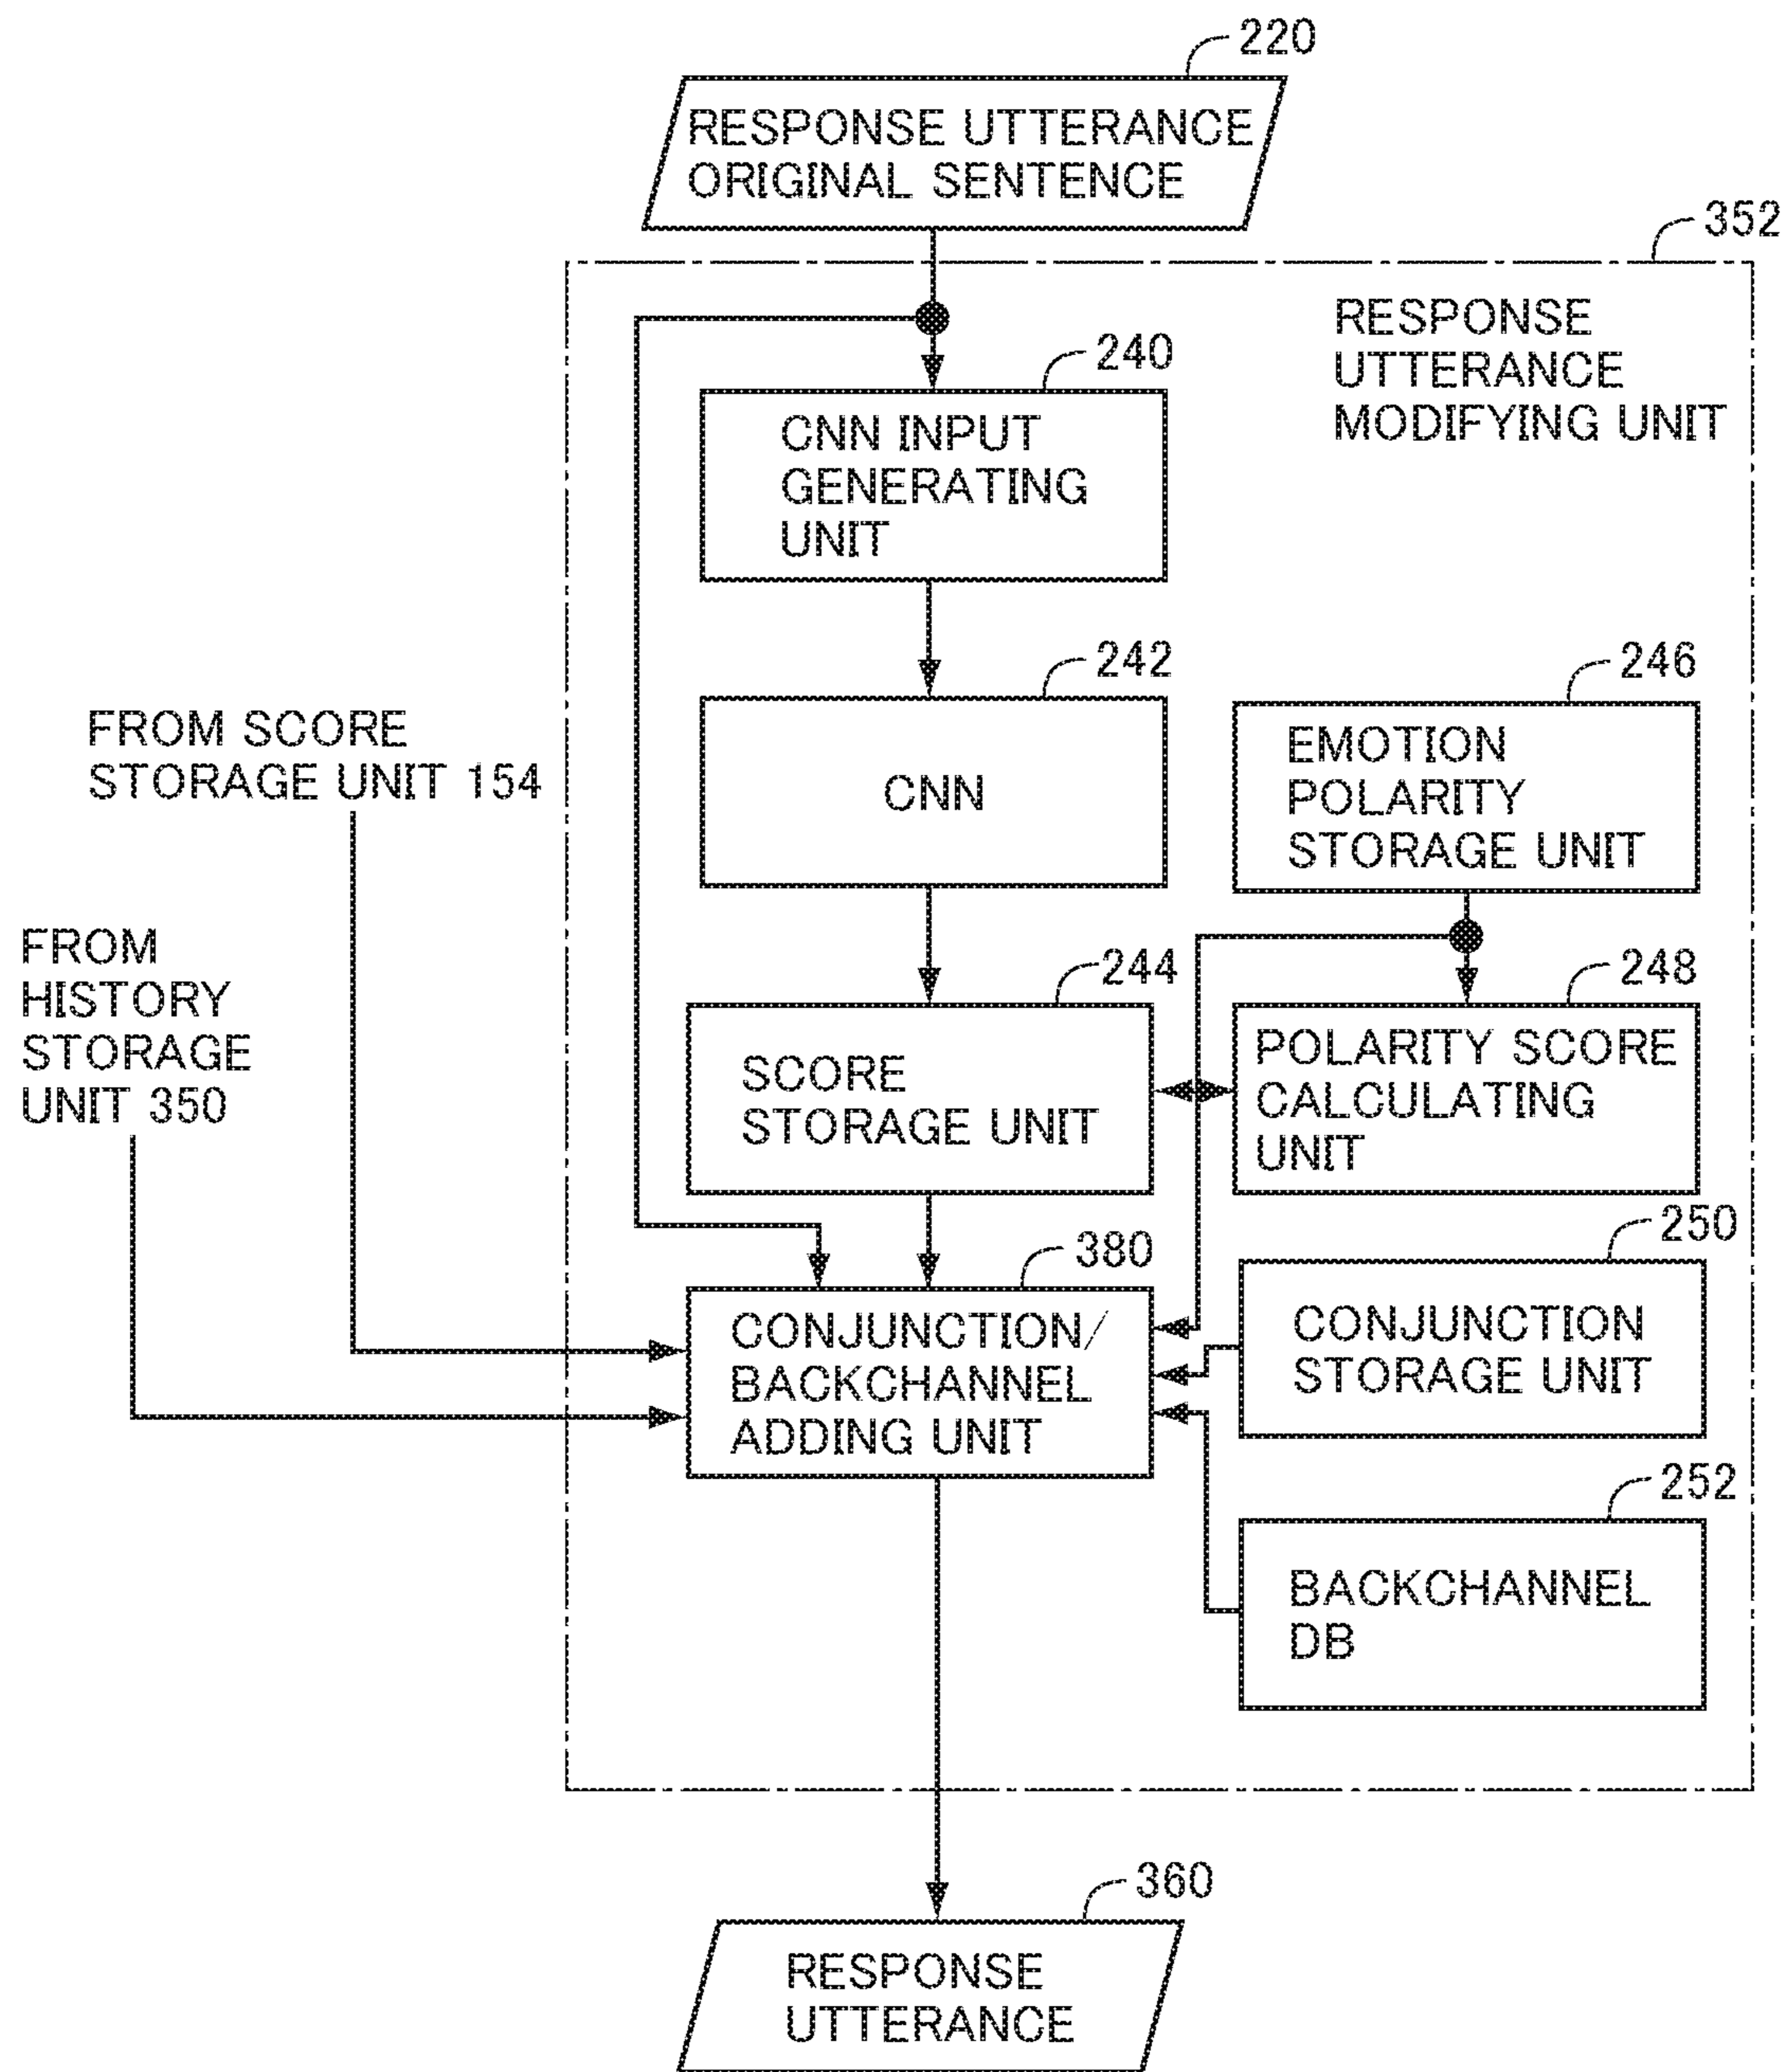 220
RESPONSE UTTERANCE
ORIGINAL SENTENCE
352
RESPONSE
UTTERANCE
MODIFYING UNIT
240
CNN INPUT
GENERATING
UNIT
242
CNN
246
EMOTION
POLARITY
STORAGE UNIT
FROM SCORE
STORAGE UNIT 154
FROM
HISTORY
STORAGE
UNIT 350
244
SCORE
STORAGE UNIT
248
POLARITY SCORE
CALCULATING
UNIT
380
CONJUNCTION/
BACKCHANNEL
ADDING UNIT
250
CONJUNCTION
STORAGE UNIT
252
BACKCHANNEL
DB
360
RESPONSE
UTTERANCE